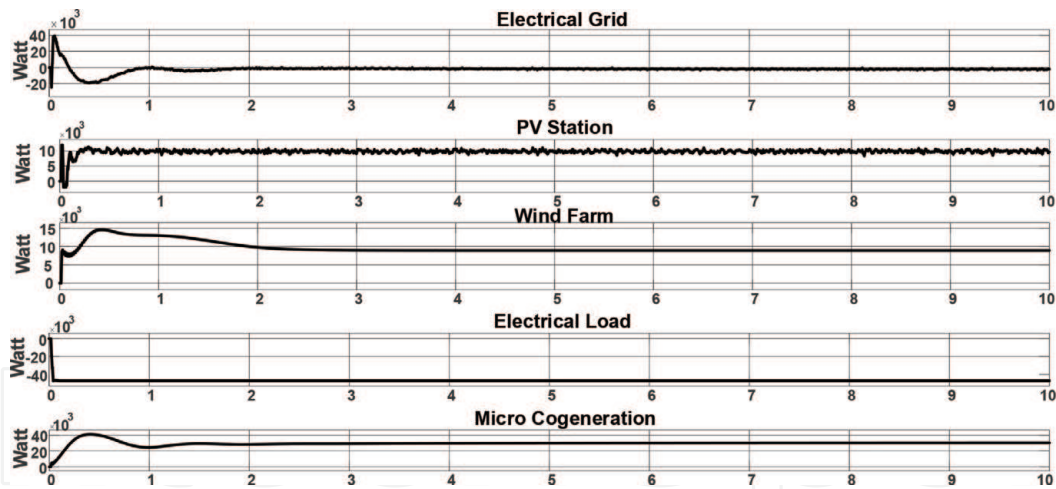 Electrical Grid
×10³
Watt
40
20
-20
0 1 2 3 4 5 6 7 8 9 10
PV Station
×10³
Watt
10
5
0
0 1 2 3 4 5 6 7 8 9 10
Wind Farm
×10³
Watt
15
10
5
0
0 1 2 3 4 5 6 7 8 9 10
Electrical Load
×10³
Watt
0
-20
-40
0 1 2 3 4 5 6 7 8 9 10
Micro Cogeneration
×10³
Watt
40
20
0
0 1 2 3 4 5 6 7 8 9 10